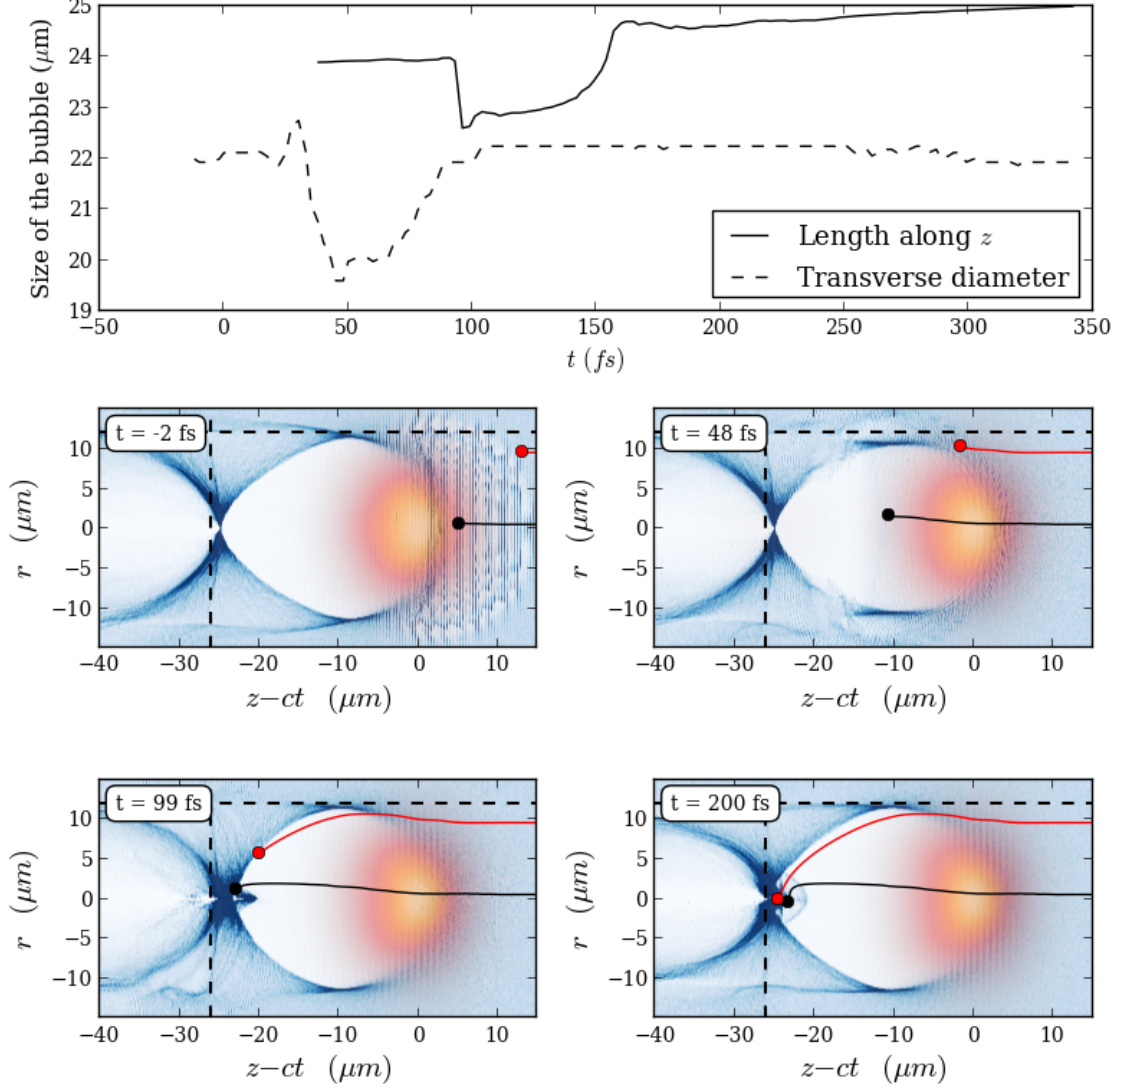 25
24
23
22
21
20
19
Size of the bubble (μm)
Length along z
Transverse diameter
−50 0 50 100 150 200 250 300 350
t (fs)
t = -2 fs
10
5
0
−5
−10
r (μm)
−40 −30 −20 −10 0 10
z−ct (μm)
t = 48 fs
10
5
0
−5
−10
r (μm)
−40 −30 −20 −10 0 10
z−ct (μm)
t = 99 fs
10
5
0
−5
−10
r (μm)
−40 −30 −20 −10 0 10
z−ct (μm)
t = 200 fs
10
5
0
−5
−10
r (μm)
−40 −30 −20 −10 0 10
z−ct (μm)